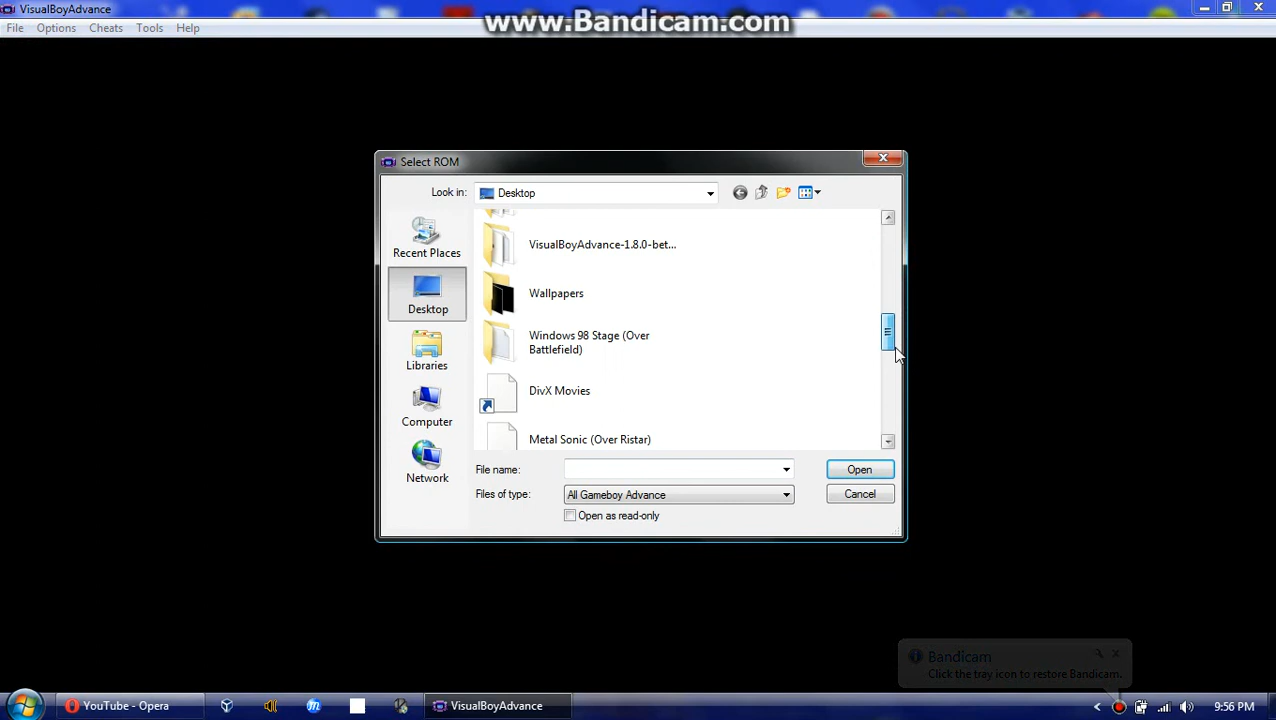 VisualBoyAdvance
www.Bandicam.com
File Options Cheats Tools Help
Select ROM
Look in: Desktop
Recent Places
Desktop
Libraries
Computer
Network
VisualBoyAdvance-1.8.0-bet...
Wallpapers
Windows 98 Stage (Over
Battlefield)
DivX Movies
Metal Sonic (Over Ristar)
File name: Open
Files of type: All Gameboy Advance Cancel
Open as read-only
Bandicam
Click the tray icon to restore Bandicam.
YouTube - Opera VisualBoyAdvance 9:56 PM